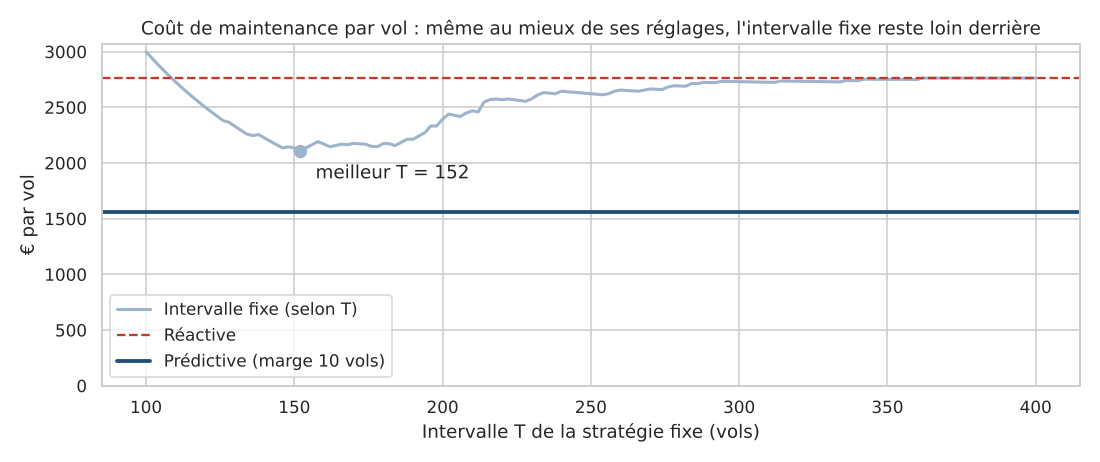 Coût de maintenance par vol : même au mieux de ses réglages, l'intervalle fixe reste loin derrière
3000
2500
2000
1500
1000
500
0
€ par vol
meilleur T = 152
Intervalle fixe (selon T)
Réactive
Prédictive (marge 10 vols)
100
150
200
250
300
350
400
Intervalle T de la stratégie fixe (vols)